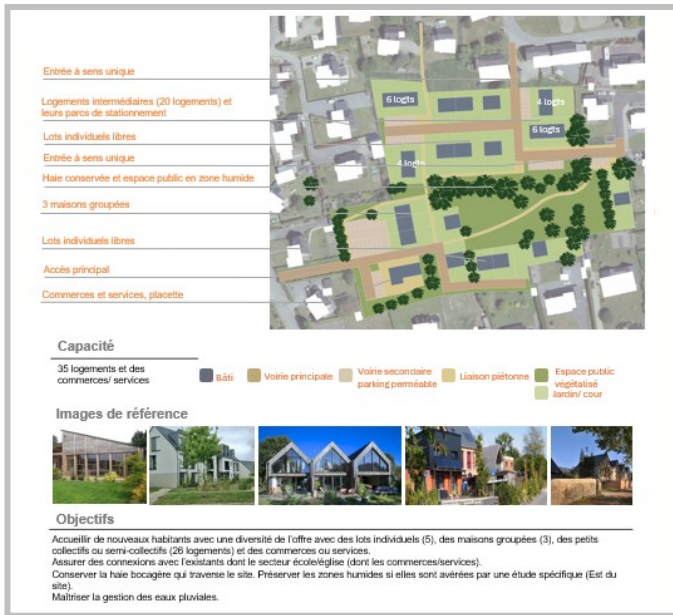 Entrée à sens unique
Logements intermédiaires (20 logements) et
leurs parcs de stationnement
Lots individuels libres
Entrée à sens unique
Haie conservée et espace public en zone humide
3 maisons groupées
Lots individuels libres
Accès principal
Commerces et services, placette
6 logts
4 logts
6 logts
4 logts
Capacité
35 logements et des
commerces/ services
Bâti
Voirie principale
Voirie secondaire
parking perméable
Liaison piétonne
Espace public
végétalisé
Jardin/ cour
Images de référence
Objectifs
Accueillir de nouveaux habitants avec une diversité de l'offre avec des lots individuels (5), des maisons groupées (3), des petits
collectifs ou semi-collectifs (26 logements) et des commerces ou services.
Assurer des connexions avec l'existants dont le secteur école/église (dont les commerces/services).
Conserver la haie bocagère qui traverse le site. Préserver les zones humides si elles sont avérées par une étude spécifique (Est du
site).
Maîtriser la gestion des eaux pluviales.